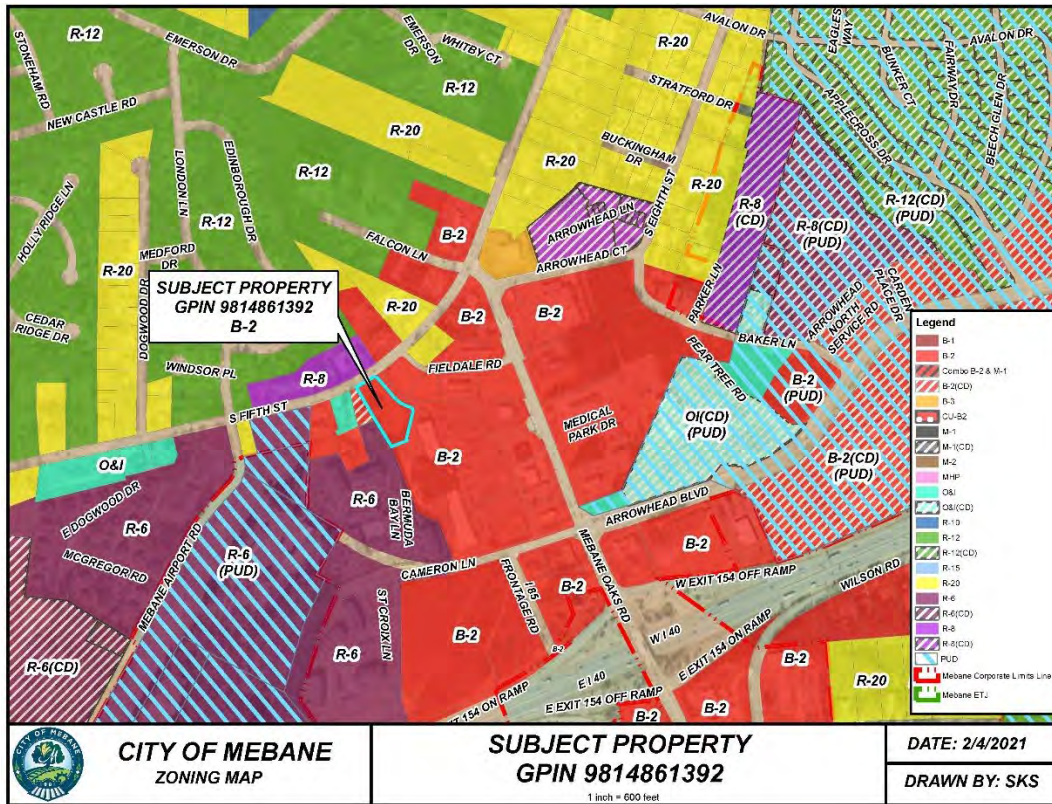 R-12
EMERSON DR
EMERSON DR
WHITBY CT
R-20
AVALON DR
EAGLES WAY
AVALON DR
STONEHAM RD
NEW CASTLE RD
R-12
STRATFORD DR
BUNKER CT
FAIRWAY DR
APPLECROSS DR
BEECH GLEN DR
R-20
BUCKINGHAM DR
R-20
S EIGHTH ST
R-20
LONDON LN
EDINBOROUGH DR
R-12
R-8 (CD)
R-12(CD) (PUD)
HOLLY RIDGE LN
R-12
R-8(CD) (PUD)
ARROWHEAD LN
FALCON LN
B-2
ARROWHEAD CT
MEDFORD DR
R-20
DOGWOOD DR
PARKER LN
CARDEN PLACE DR
ARROWHEAD NORTH SERVICE RD
SUBJECT PROPERTY
GPIN 9814861392
B-2
R-20
B-2
B-2
CEDAR RIDGE DR
BAKER LN
PEAR TREE RD
WINDSOR PL
FIELDALE RD
R-8
B-2 (PUD)
S FIFTH ST
MEDICAL PARK DR
OI(CD) (PUD)
B-2
O&I
B-2(CD) (PUD)
E DOGWOOD DR
R-6
R-6
BERMUDA BAY LN
ARROWHEAD BLVD
MCGREGOR RD
MEBANE AIRPORT RD
R-6 (PUD)
CAMERON LN
MEBANE OAKS RD
B-2
W EXIT 154 OFF RAMP
WILSON RD
I 85 FRONTAGE RD
B-2
ST CROIX LN
R-6
B-2
B-2
W I 40
E EXIT 154 ON RAMP
R-6(CD)
E I 40
B-2
R-20
EXIT 154 ON RAMP
E EXIT 154 OFF RAMP
B-2
B-2
Legend
B-1
B-2
Combo B-2 & M-1
B-2(CD)
B-3
CU-B2
M-1
M-1(CD)
M-2
MHP
O&I
O&I(CD)
R-10
R-12
R-12(CD)
R-15
R-20
R-6
R-6(CD)
R-8
R-8(CD)
PUD
Mebane Corporate Limits Line
Mebane ETJ
CITY OF MEBANE
CITY OF MEBANE
ZONING MAP
SUBJECT PROPERTY
GPIN 9814861392
1 inch = 600 feet
DATE: 2/4/2021
DRAWN BY: SKS